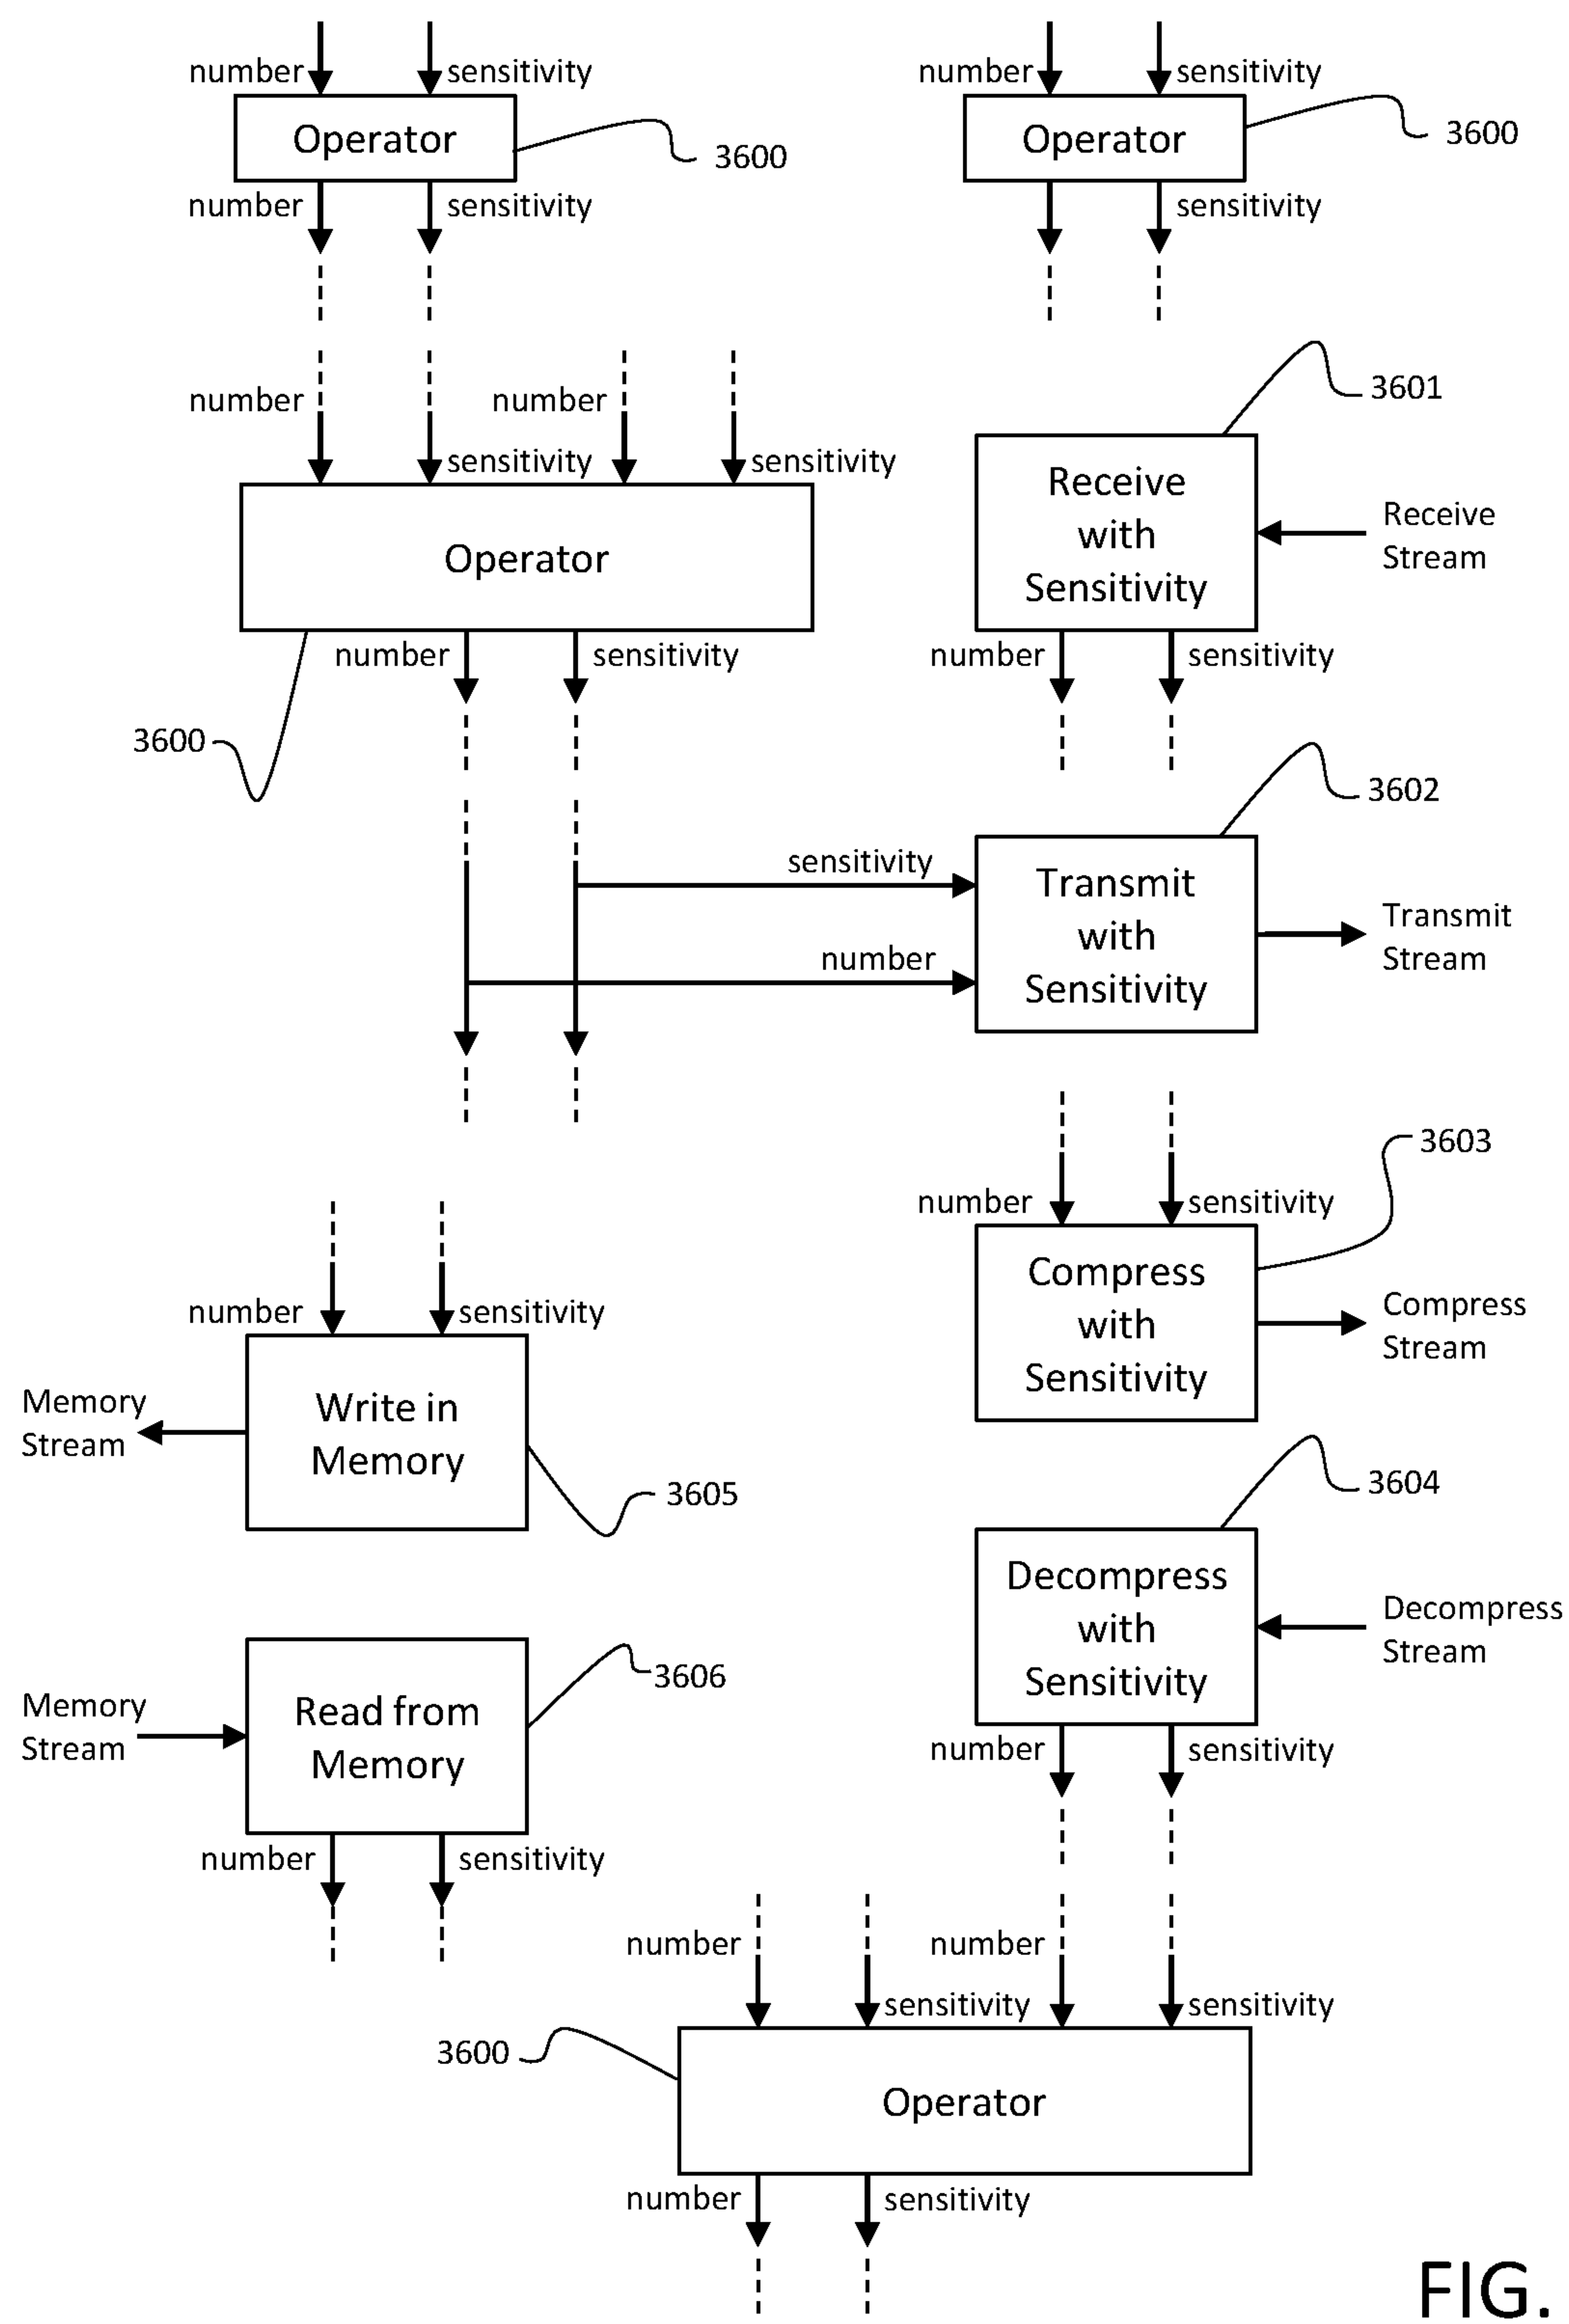 number
sensitivity
number
sensitivity
Operator
3600
Operator
3600
number
sensitivity
sensitivity
number
number
sensitivity
sensitivity
Operator
3600
number
sensitivity
3601
Receive
with
Sensitivity
Receive
Stream
number
sensitivity
3602
sensitivity
number
Transmit
with
Sensitivity
Transmit
Stream
3603
number
sensitivity
Compress
with
Sensitivity
Compress
Stream
number
sensitivity
Write in
Memory
Memory
Stream
3605
3604
Decompress
with
Sensitivity
Decompress
Stream
number
sensitivity
3606
Memory
Stream
Read from
Memory
number
sensitivity
number
number
sensitivity
sensitivity
3600
Operator
number
sensitivity
FIG.